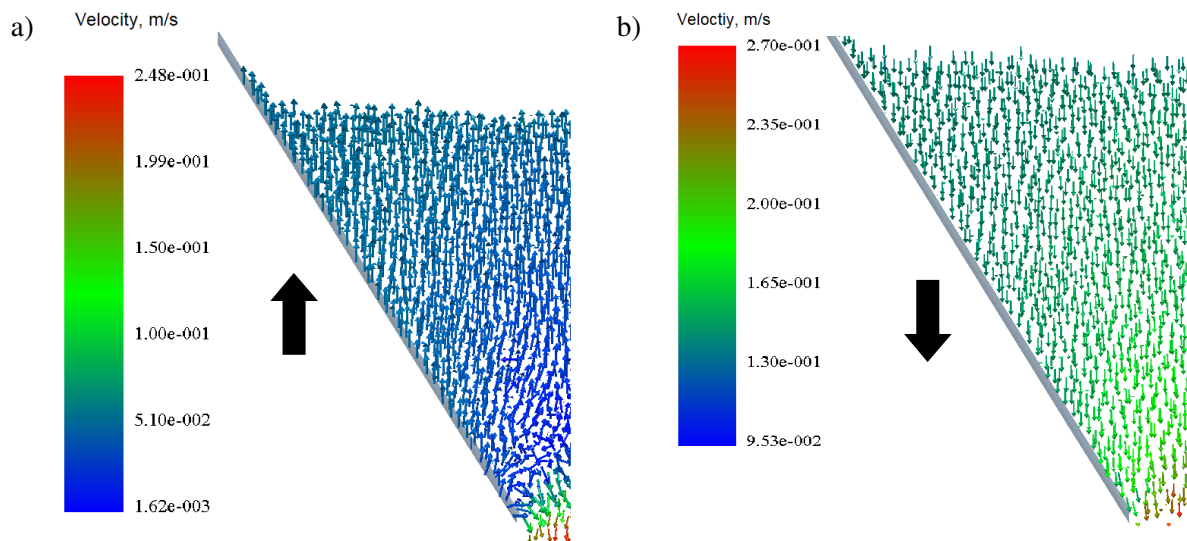 a)
Velocity, m/s
2.48e-001
1.99e-001
1.50e-001
1.00e-001
5.10e-002
1.62e-003
b)
Veloctiy, m/s
2.70e-001
2.35e-001
2.00e-001
1.65e-001
1.30e-001
9.53e-002